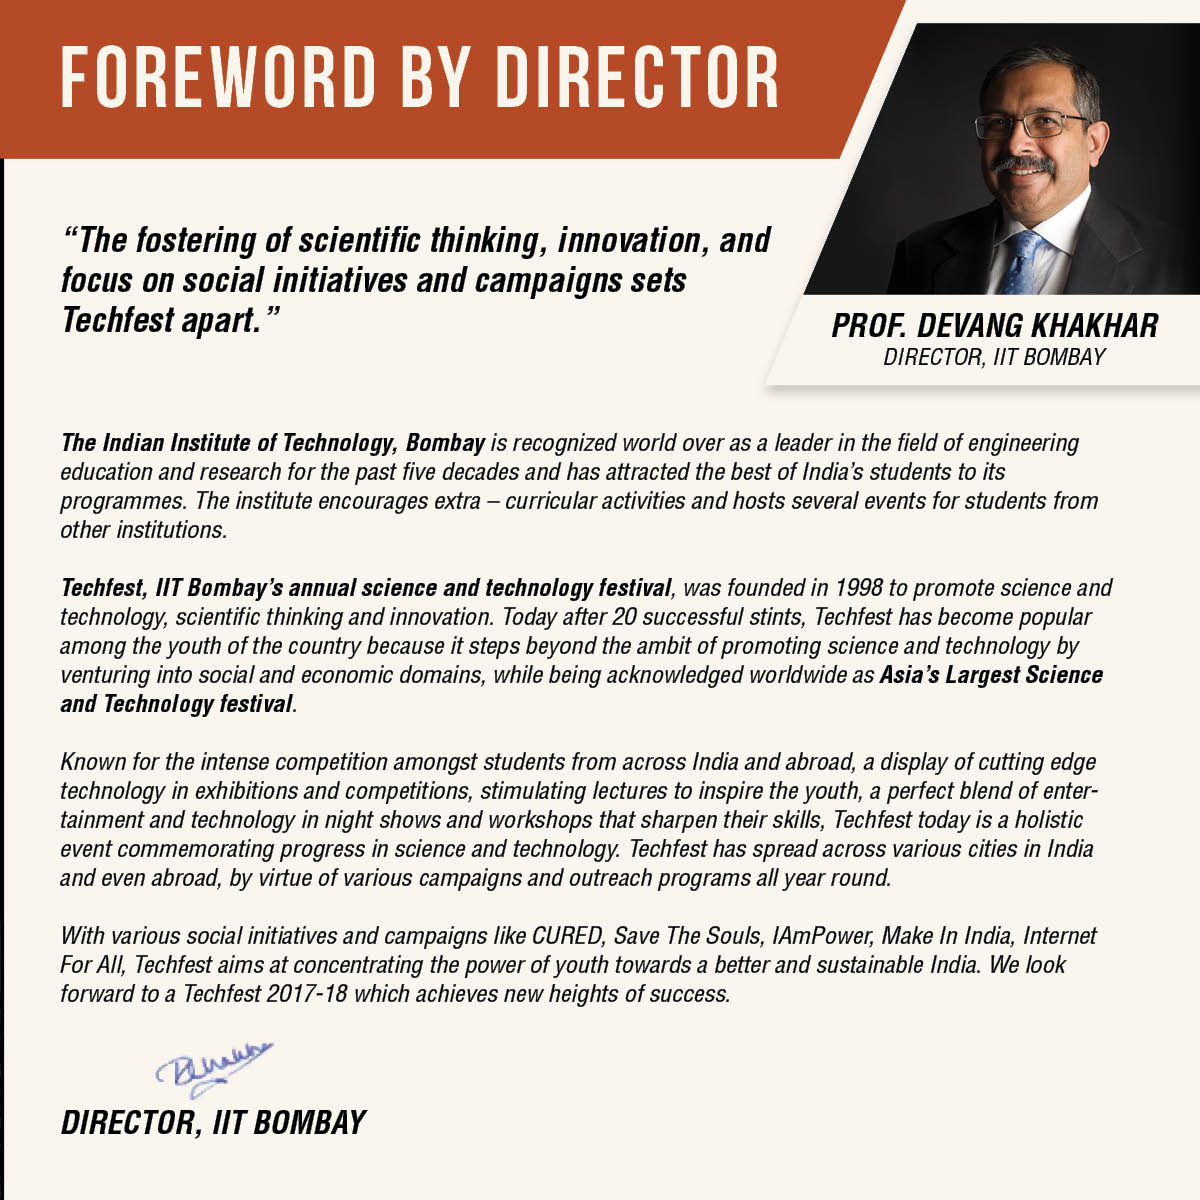 FOREWORD BY DIRECTOR
“The fostering of scientific thinking, innovation, and
focus on social initiatives and campaigns sets
Techfest apart.”
PROF. DEVANG KHAKHAR
DIRECTOR, IIT BOMBAY
The Indian Institute of Technology, Bombay is recognized world over as a leader in the field of engineering
education and research for the past five decades and has attracted the best of India’s students to its
programmes. The institute encourages extra – curricular activities and hosts several events for students from
other institutions.
Techfest, IIT Bombay’s annual science and technology festival, was founded in 1998 to promote science and
technology, scientific thinking and innovation. Today after 20 successful stints, Techfest has become popular
among the youth of the country because it steps beyond the ambit of promoting science and technology by
venturing into social and economic domains, while being acknowledged worldwide as Asia’s Largest Science
and Technology festival.
Known for the intense competition amongst students from across India and abroad, a display of cutting edge
technology in exhibitions and competitions, stimulating lectures to inspire the youth, a perfect blend of enter-
tainment and technology in night shows and workshops that sharpen their skills, Techfest today is a holistic
event commemorating progress in science and technology. Techfest has spread across various cities in India
and even abroad, by virtue of various campaigns and outreach programs all year round.
With various social initiatives and campaigns like CURED, Save The Souls, IAmPower, Make In India, Internet
For All, Techfest aims at concentrating the power of youth towards a better and sustainable India. We look
forward to a Techfest 2017-18 which achieves new heights of success.
DIRECTOR, IIT BOMBAY